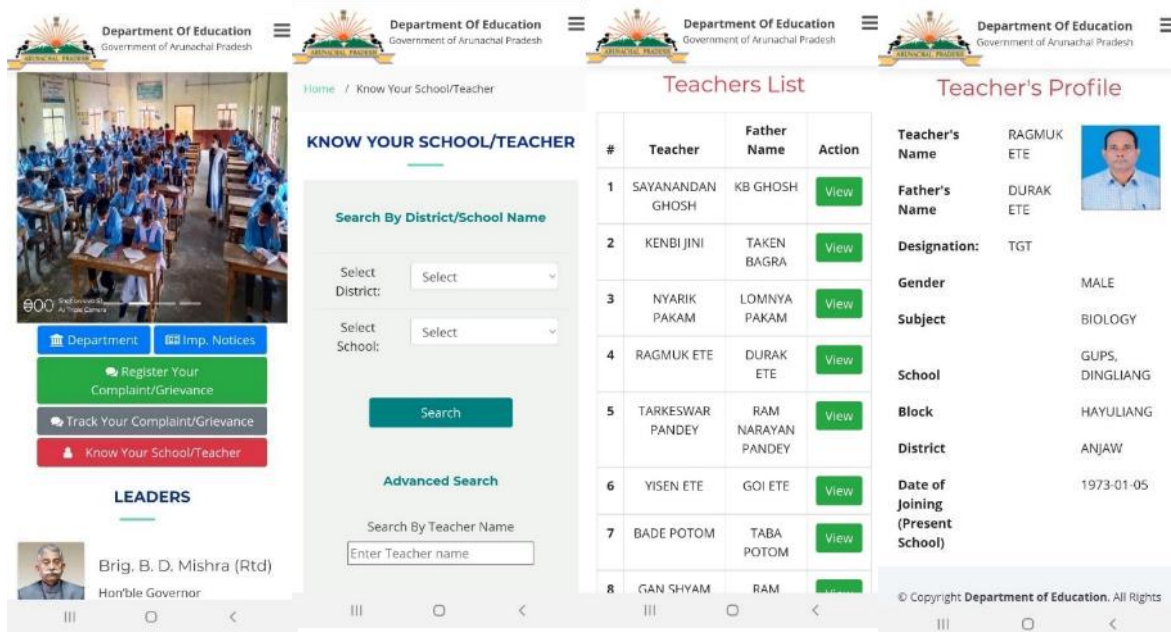 Department Of Education
Government of Arunachal Pradesh
ARUNACHAL PRADESH
Department
Imp. Notices
Register Your
Complaint/Grievance
Track Your Complaint/Grievance
Know Your School/Teacher
LEADERS
Brig. B. D. Mishra (Rtd)
Hon'ble Governor
Department Of Education
Government of Arunachal Pradesh
ARUNACHAL PRADESH
Home / Know Your School/Teacher
KNOW YOUR SCHOOL/TEACHER
Search By District/School Name
Select
District:
Select
Select
School:
Select
Search
Advanced Search
Search By Teacher Name
Enter Teacher name
Department Of Education
Government of Arunachal Pradesh
ARUNACHAL PRADESH
Teachers List
# Teacher Father Name Action
1 SAYANANDAN GHOSH KB GHOSH View
2 KENBI JINI TAKEN BAGRA View
3 NYARIK PAKAM LOMNYA PAKAM View
4 RAGMUK ETE DURAK ETE View
5 TARKESWAR PANDEY RAM NARAYAN PANDEY View
6 YISEN ETE GOI ETE View
7 BADE POTOM TABA POTOM View
8 GAN SHYAM RAM
Department Of Education
Government of Arunachal Pradesh
ARUNACHAL PRADESH
Teacher's Profile
Teacher's Name RAGMUK ETE
Father's Name DURAK ETE
Designation: TGT
Gender MALE
Subject BIOLOGY
School GUPS, DINGLIANG
Block HAYULIANG
District ANJAW
Date of Joining (Present School) 1973-01-05
© Copyright Department of Education. All Rights